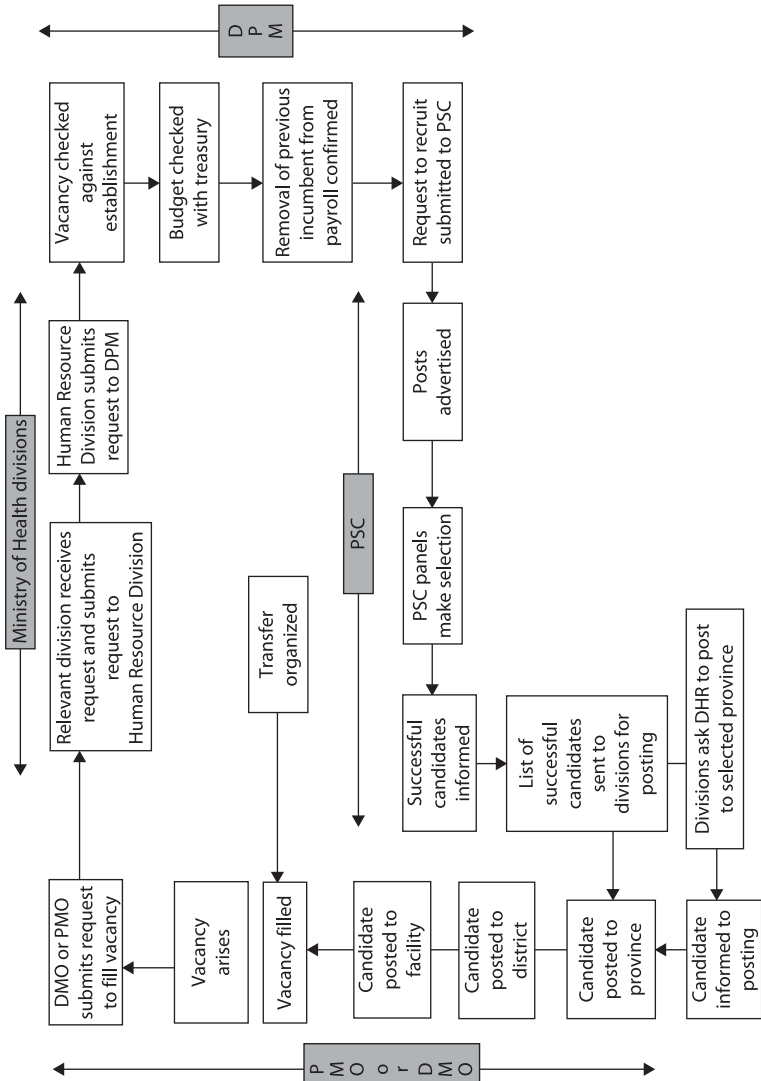 Ministry of Health divisions
D
P
M
PSC
P
M
O
o
r
D
M
O
Vacancy
arises
DMO or PMO
submits request
to fill vacancy
Relevant division receives
request and submits
request to
Human Resource Division
Human Resource
Division submits
request to DPM
Vacancy checked
against
establishment
Budget checked
with treasury
Removal of previous
incumbent from
payroll confirmed
Request to recruit
submitted to PSC
Posts
advertised
PSC panels
make selection
Successful
candidates
informed
List of
successful
candidates
sent to
divisions for
posting
Divisions ask DHR to post
to selected province
Candidate
informed to
posting
Candidate
posted to
province
Candidate
posted to
district
Candidate
posted to
facility
Vacancy filled
Transfer
organized